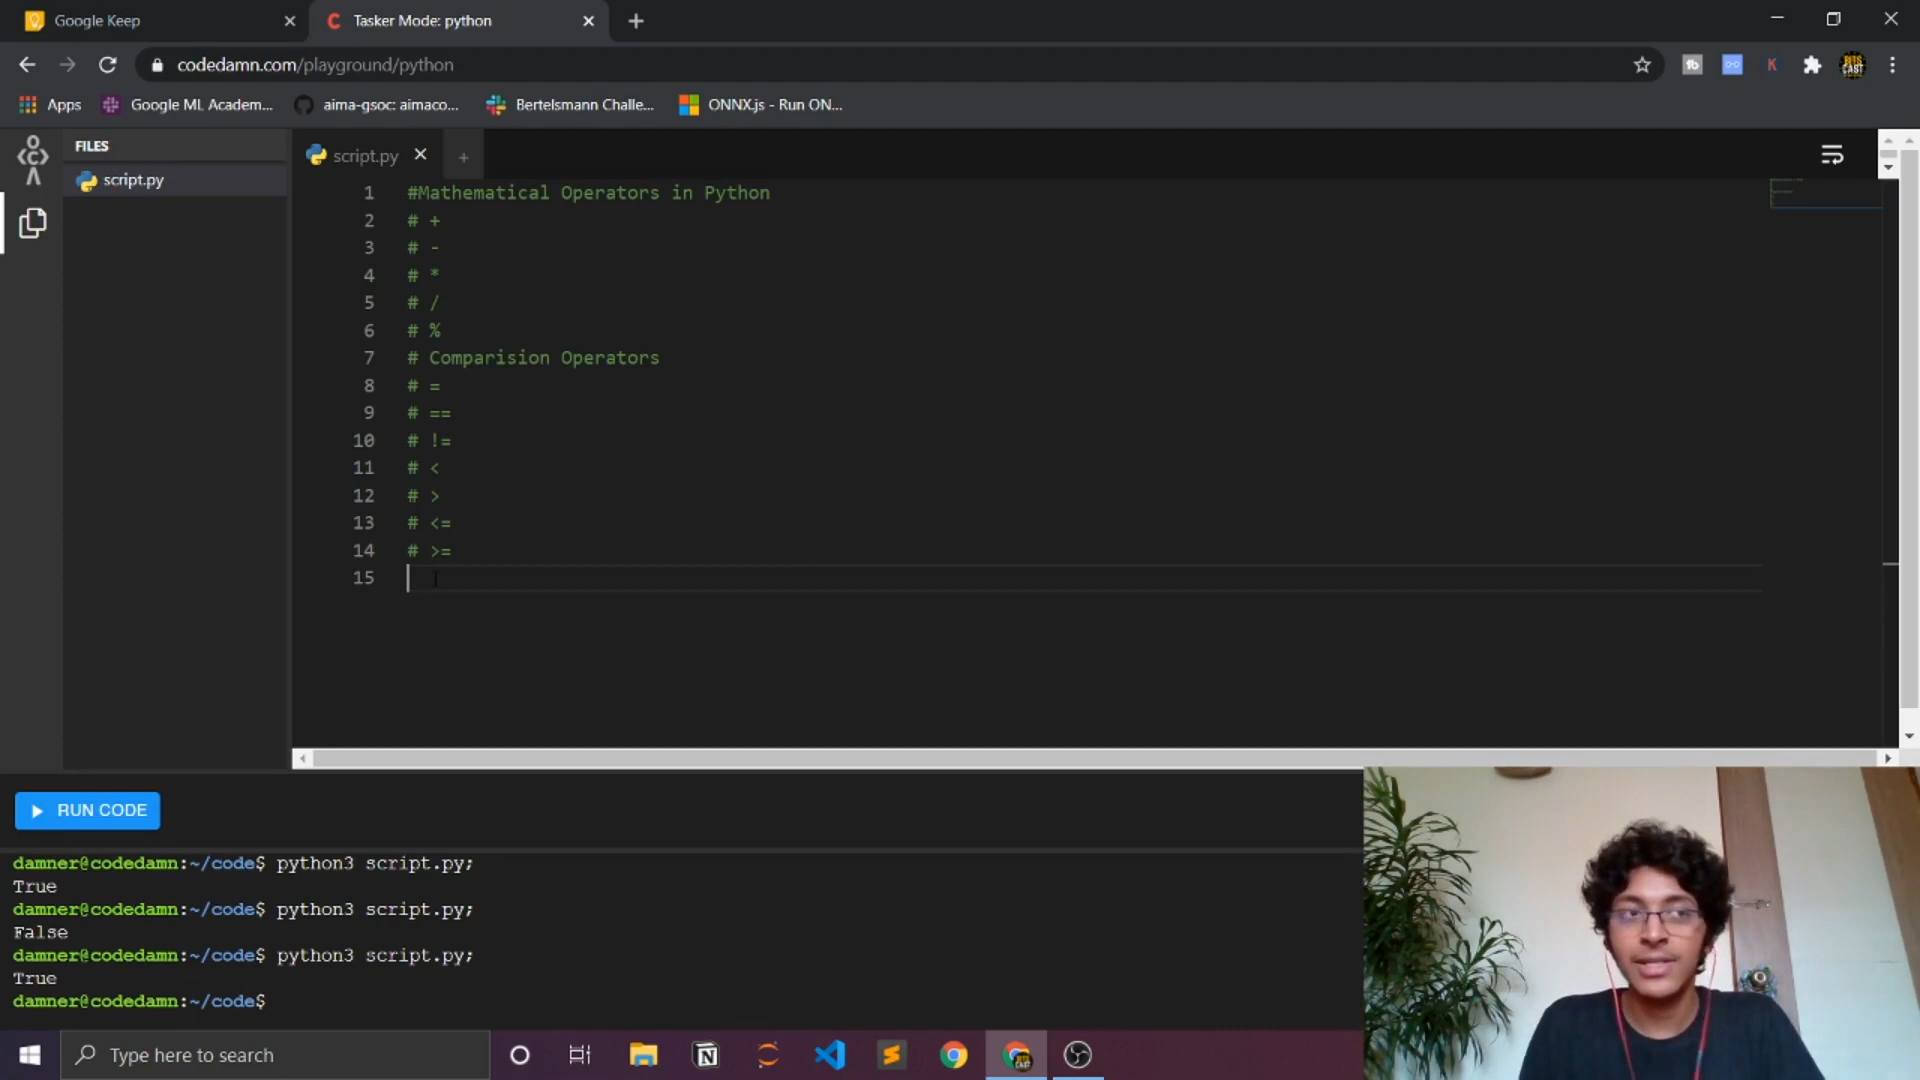 Google Keep
Tasker Mode: python
codedamn.com/playground/python
Apps
Google ML Academ...
aima-gsoc: aimaco...
Bertelsmann Challe...
ONNX.js - Run ON...
FILES
script.py
script.py
1 #Mathematical Operators in Python
2 # +
3 # -
4 # *
5 # /
6 # %
7 # Comparision Operators
8 # =
9 # ==
10 # !=
11 # <
12 # >
13 # <=
14 # >=
15
RUN CODE
damner@codedamn:~/code$ python3 script.py;
True
damner@codedamn:~/code$ python3 script.py;
False
damner@codedamn:~/code$ python3 script.py;
True
damner@codedamn:~/code$
Type here to search